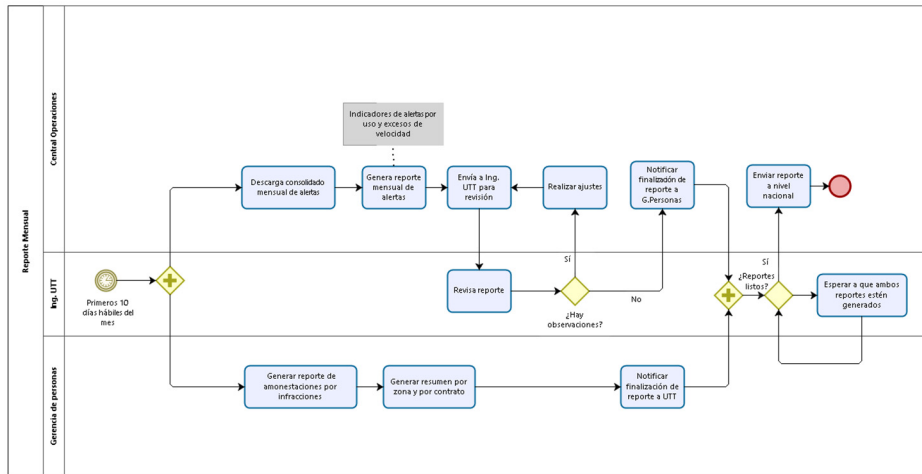 Reporte Mensual
Central Operaciones
Indicadores de alertas por
uso y excesos de
velocidad
Descarga consolidado
mensual de alertas
Genera reporte
mensual de
alertas
Envía a Ing.
UTT para
revisión
Realizar ajustes
Notificar
finalización de
reporte a
G.Personas
Enviar reporte
a nivel
nacional
Ing. UTT
Primeros 10
días hábiles del
mes
Revisa reporte
Sí
¿Hay
observaciones?
No
¿Reportes
listos?
Sí
Esperar a que ambos
reportes estén
generados
Gerencia de personas
Generar reporte de
amonestaciones por
infracciones
Generar resumen por
zona y por contrato
Notificar
finalización de
reporte a UTT